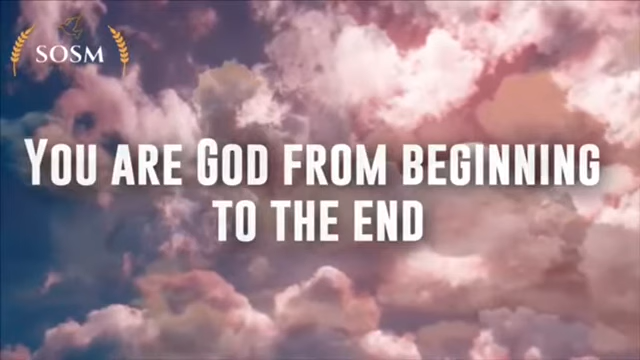 SOSM
YOU ARE GOD FROM BEGINNING
TO THE END